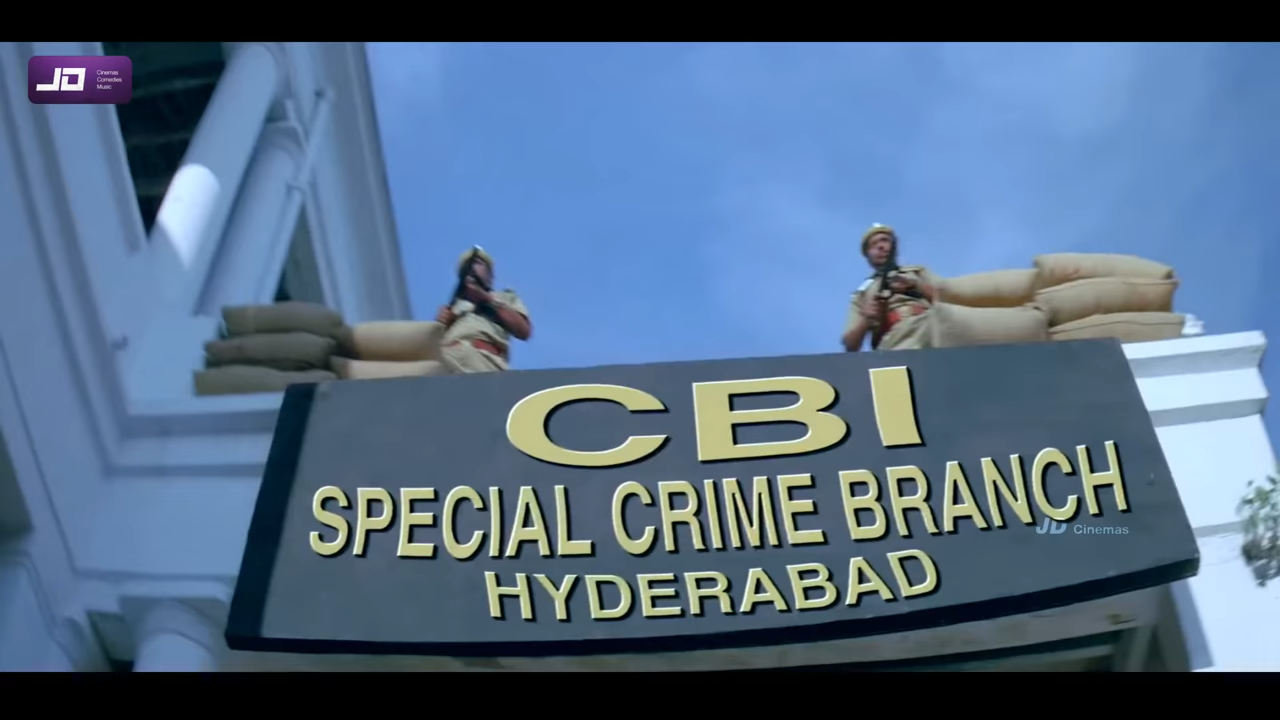 JD
Cinemas
Comedies
Music
CBI
SPECIAL CRIME BRANCH
HYDERABAD
JD Cinemas